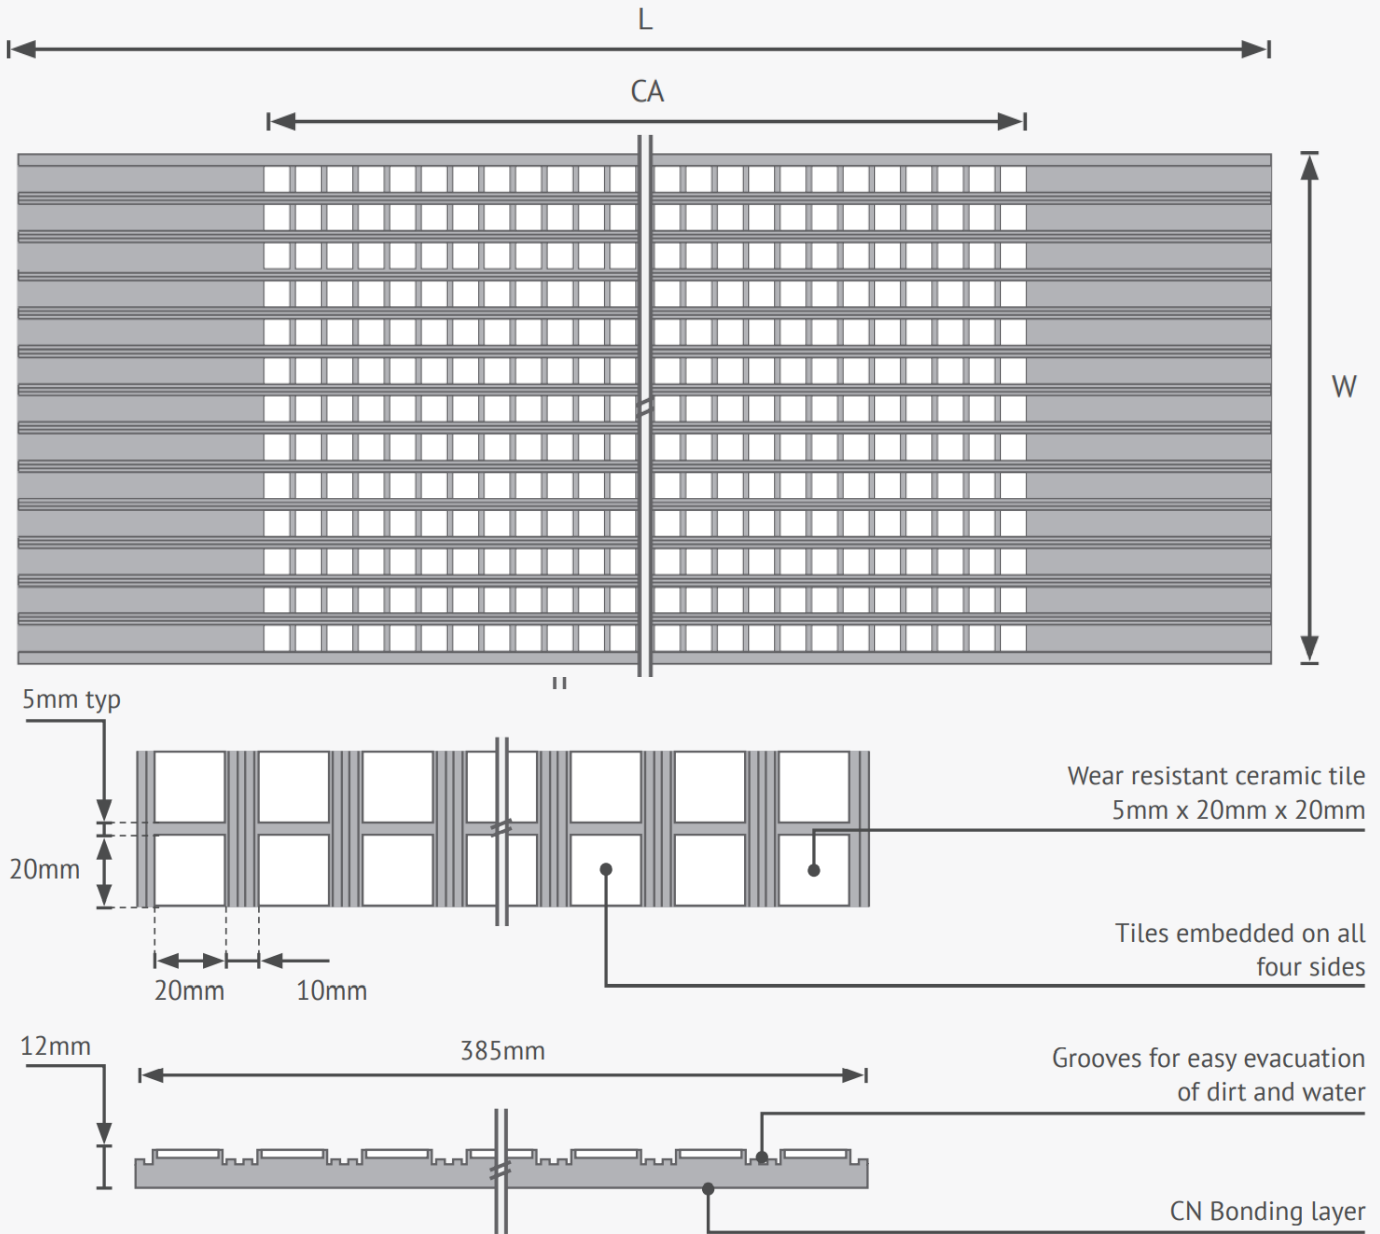 L
CA
W
5mm typ
Wear resistant ceramic tile
5mm x 20mm x 20mm
20mm
Tiles embedded on all
four sides
20mm
10mm
12mm
385mm
Grooves for easy evacuation
of dirt and water
CN Bonding layer